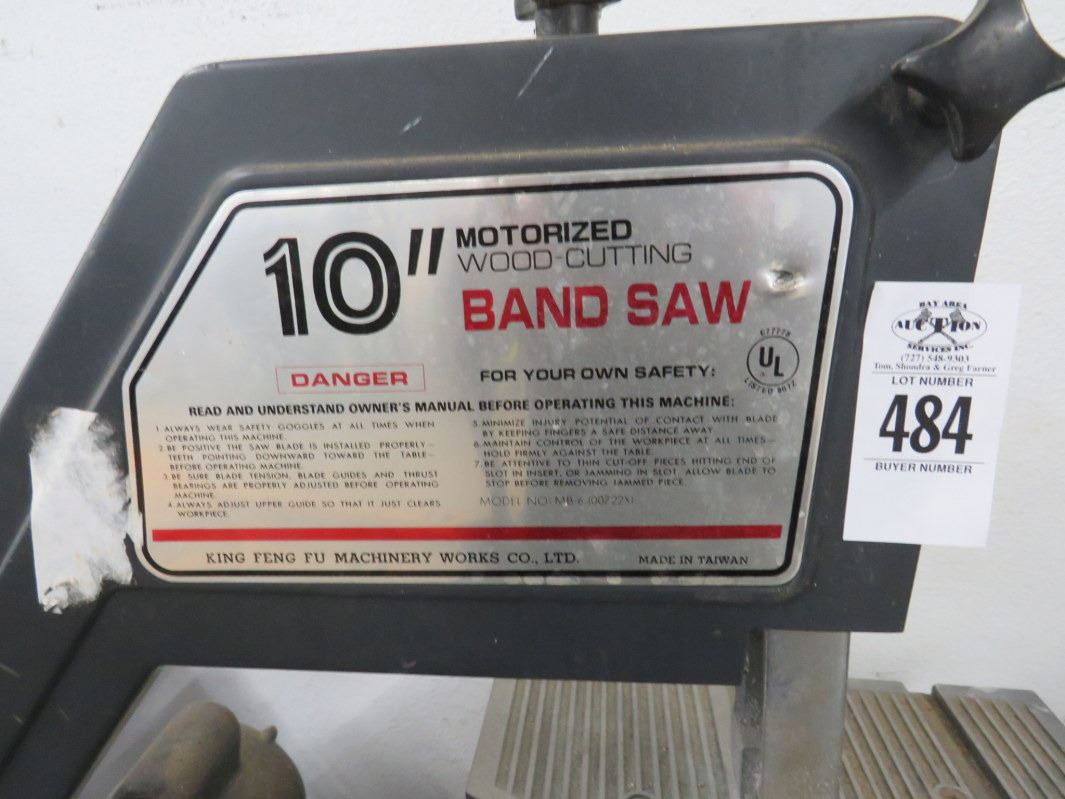 10" MOTORIZED
WOOD-CUTTING
BAND SAW
677778
UL
LISTED
DANGER
FOR YOUR OWN SAFETY:
READ AND UNDERSTAND OWNER'S MANUAL BEFORE OPERATING THIS MACHINE:
1. ALWAYS WEAR SAFETY GOGGLES AT ALL TIMES WHEN
OPERATING THIS MACHINE.
2. BE POSITIVE THE SAW BLADE IS INSTALLED PROPERLY—
TEETH POINTING DOWNWARD TOWARD THE TABLE—
BEFORE OPERATING MACHINE.
3. BE SURE BLADE TENSION, BLADE GUIDES AND THRUST
BEARINGS ARE PROPERLY ADJUSTED BEFORE OPERATING
MACHINE.
4. ALWAYS ADJUST UPPER GUIDE SO THAT IT JUST CLEARS
WORKPIECE.
5. MINIMIZE INJURY POTENTIAL OF CONTACT WITH BLADE
BY KEEPING FINGERS A SAFE DISTANCE AWAY.
6. MAINTAIN CONTROL OF THE WORKPIECE AT ALL TIMES—
HOLD FIRMLY AGAINST THE TABLE.
7. BE ATTENTIVE TO THIN CUT-OFF PIECES HITTING END OF
SLOT IN INSERT, OR JAMMING IN SLOT. ALLOW BLADE TO
STOP BEFORE REMOVING JAMMED PIECE.
MODEL NO: MB-6 (00722X)
KING FENG FU MACHINERY WORKS CO., LTD.
MADE IN TAIWAN
BAY AREA
AUCTION
SERVICES INC.
(727) 548-9303
Tom, Shondra & Greg Farner
LOT NUMBER
484
BUYER NUMBER